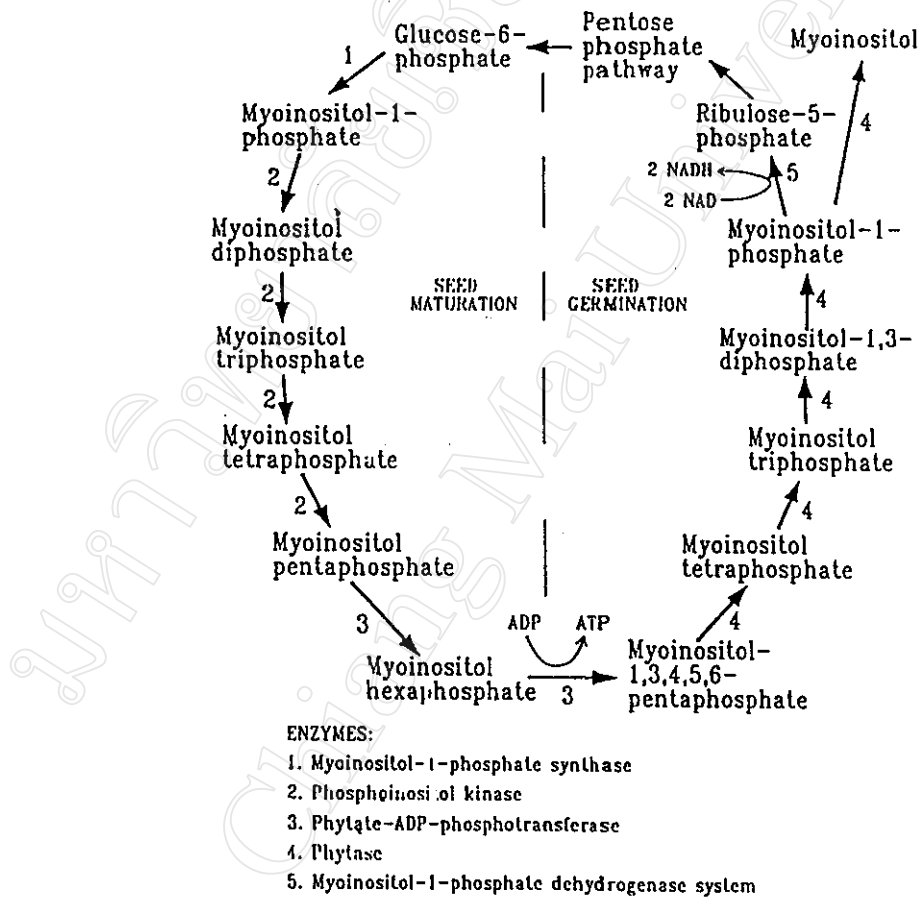 Glucose-6-
phosphate
Pentose
phosphate
pathway
Myoinositol
1
Myoinositol-1-
phosphate
Ribulose-5-
phosphate
4
2
2 NADH
2 NAD
5
Myoinositol
diphosphate
Myoinositol-1-
phosphate
2
SEED
MATURATION
SEED
GERMINATION
4
Myoinositol
triphosphate
Myoinositol-1,3-
diphosphate
2
4
Myoinositol
tetraphosphate
Myoinositol
triphosphate
2
4
Myoinositol
pentaphosphate
Myoinositol
tetraphosphate
3
ADP
ATP
4
Myoinositol
hexaphosphate
3
Myoinositol-
1,3,4,5,6-
pentaphosphate
ENZYMES:
1. Myoinositol-1-phosphate synthase
2. Phosphoinositol kinase
3. Phytate-ADP-phosphotransferase
4. Phytase
5. Myoinositol-1-phosphate dehydrogenase system
Chiang Mai Univer